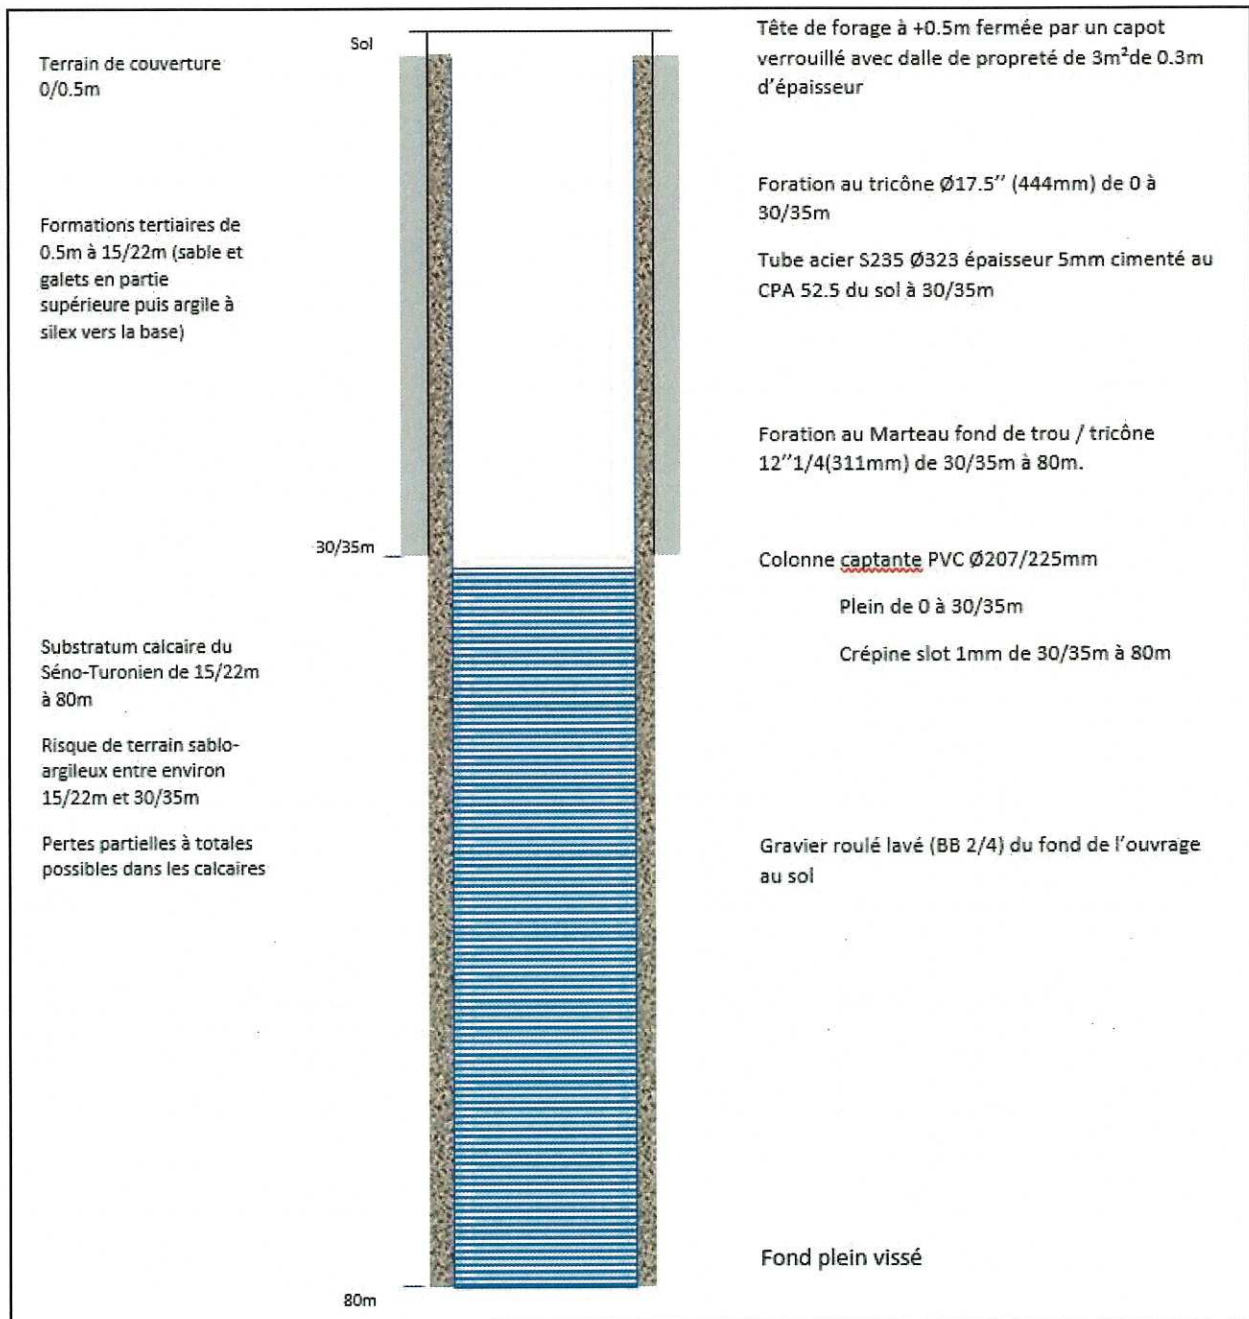 Sol
Terrain de couverture
0/0.5m
Formations tertiaires de
0.5m à 15/22m (sable et
galets en partie
supérieure puis argile à
silex vers la base)
30/35m
Substratum calcaire du
Séno-Turonien de 15/22m
à 80m
Risque de terrain sablo-
argileux entre environ
15/22m et 30/35m
Pertes partielles à totales
possibles dans les calcaires
80m
Tête de forage à +0.5m fermée par un capot
verrouillé avec dalle de propreté de 3m²de 0.3m
d'épaisseur
Foration au tricône Ø17.5'' (444mm) de 0 à
30/35m
Tube acier S235 Ø323 épaisseur 5mm cimenté au
CPA 52.5 du sol à 30/35m
Foration au Marteau fond de trou / tricône
12''1/4(311mm) de 30/35m à 80m.
Colonne captante PVC Ø207/225mm
Plein de 0 à 30/35m
Crépine slot 1mm de 30/35m à 80m
Gravier roulé lavé (BB 2/4) du fond de l'ouvrage
au sol
Fond plein vissé